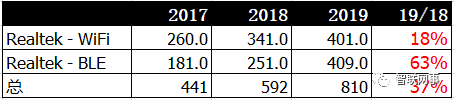 2017 2018 2019 19/18
Realtek - WiFi 260.0 341.0 401.0 18%
Realtek - BLE 181.0 251.0 409.0 63%
总 441 592 810 37%
智联网事